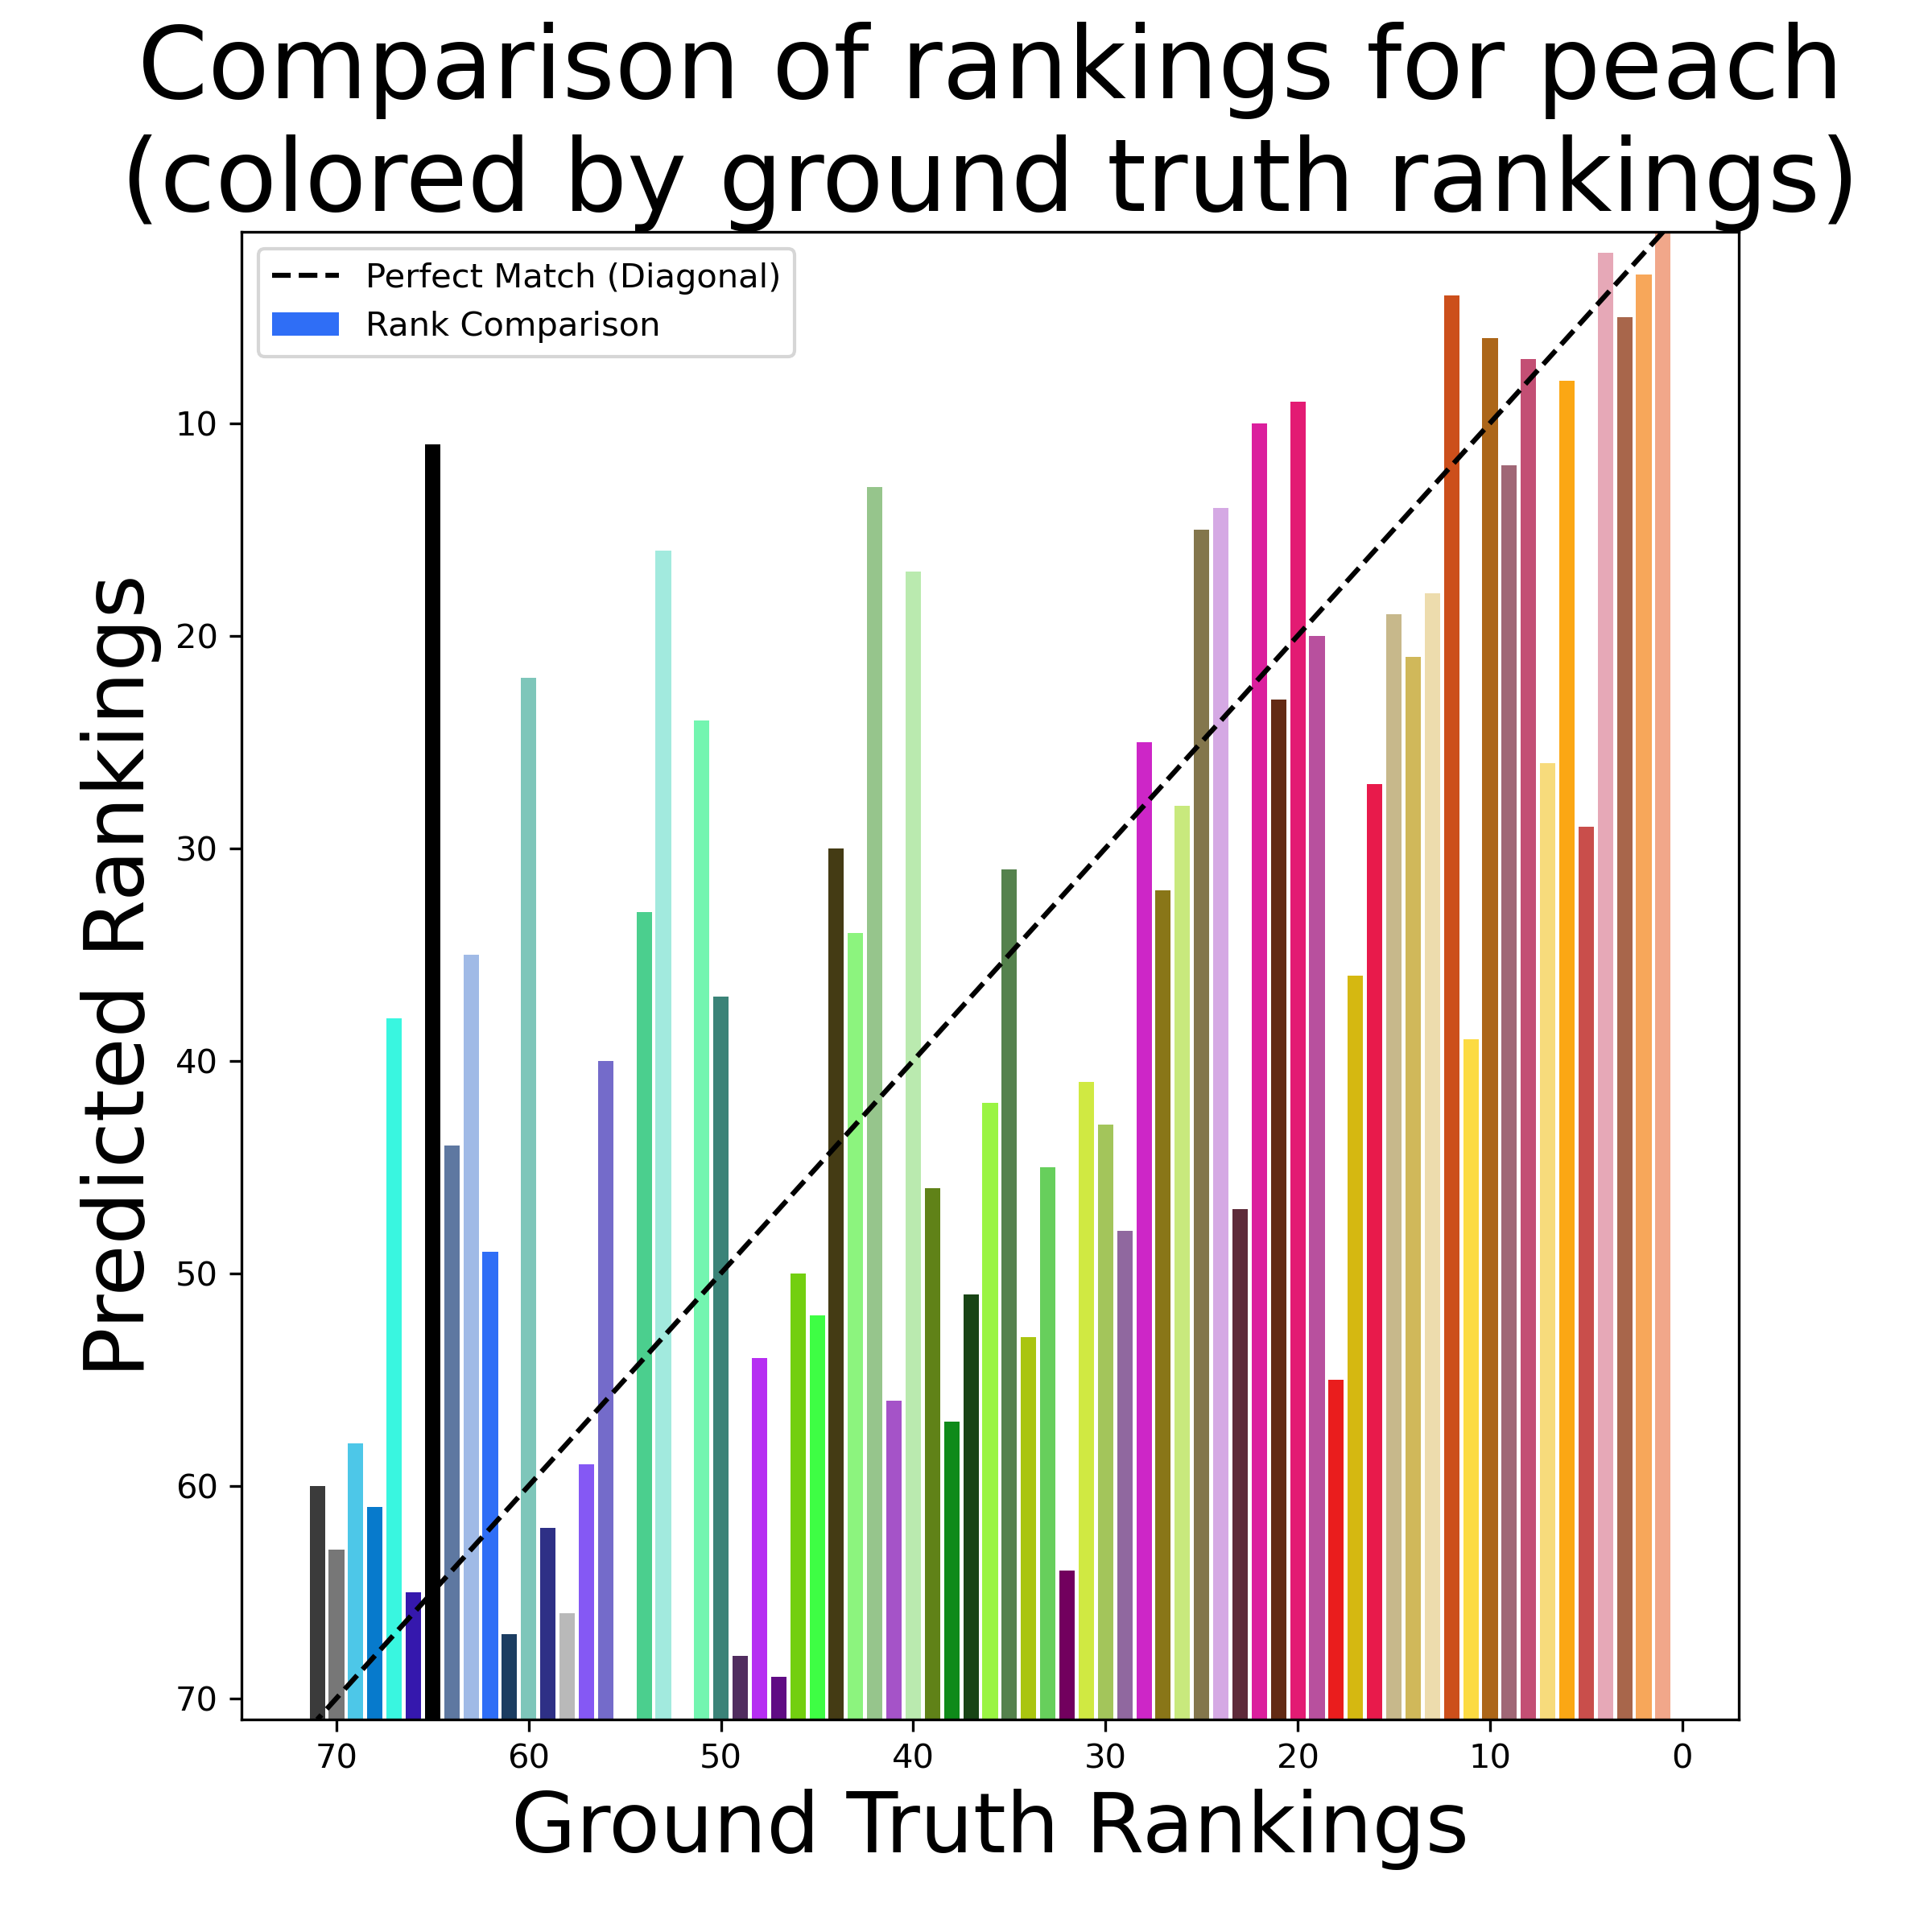 Comparison of rankings for peach
(colored by ground truth rankings)
Perfect Match (Diagonal)
Rank Comparison
Predicted Rankings
10
20
30
40
50
60
70
70 60 50 40 30 20 10 0
Ground Truth Rankings